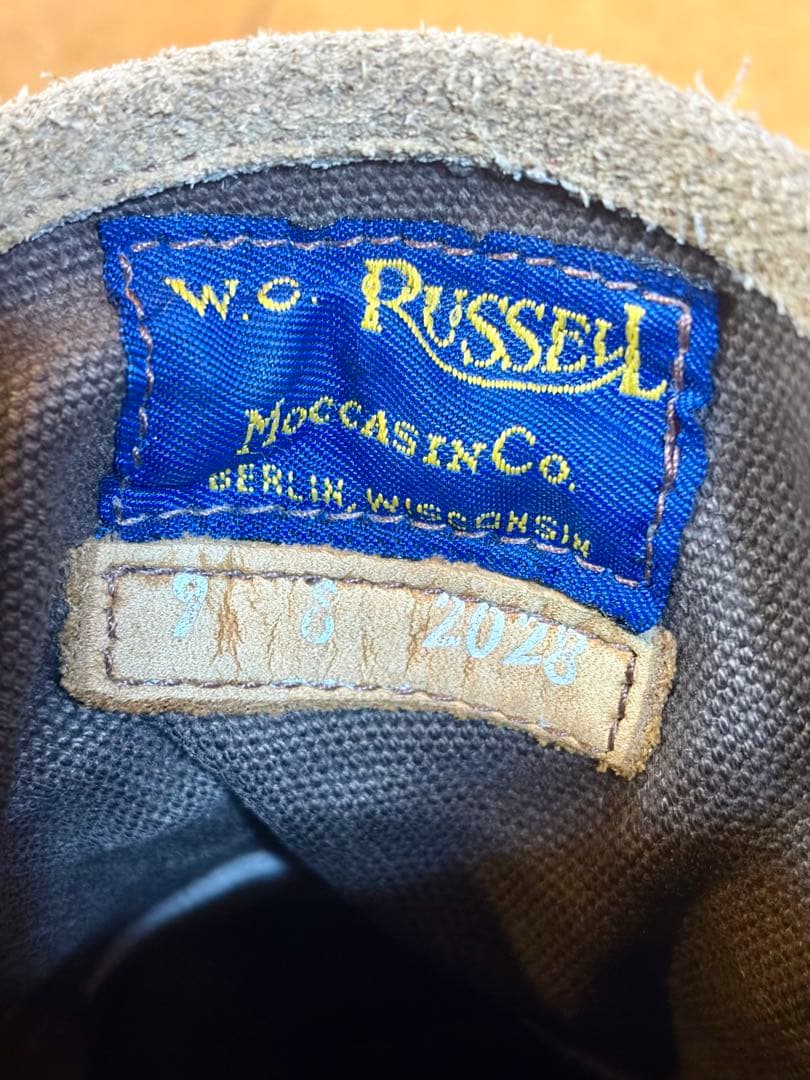 W.O. RUSSELL
MOCCASIN CO.
BERLIN, WISCONSIN
9 E 2028